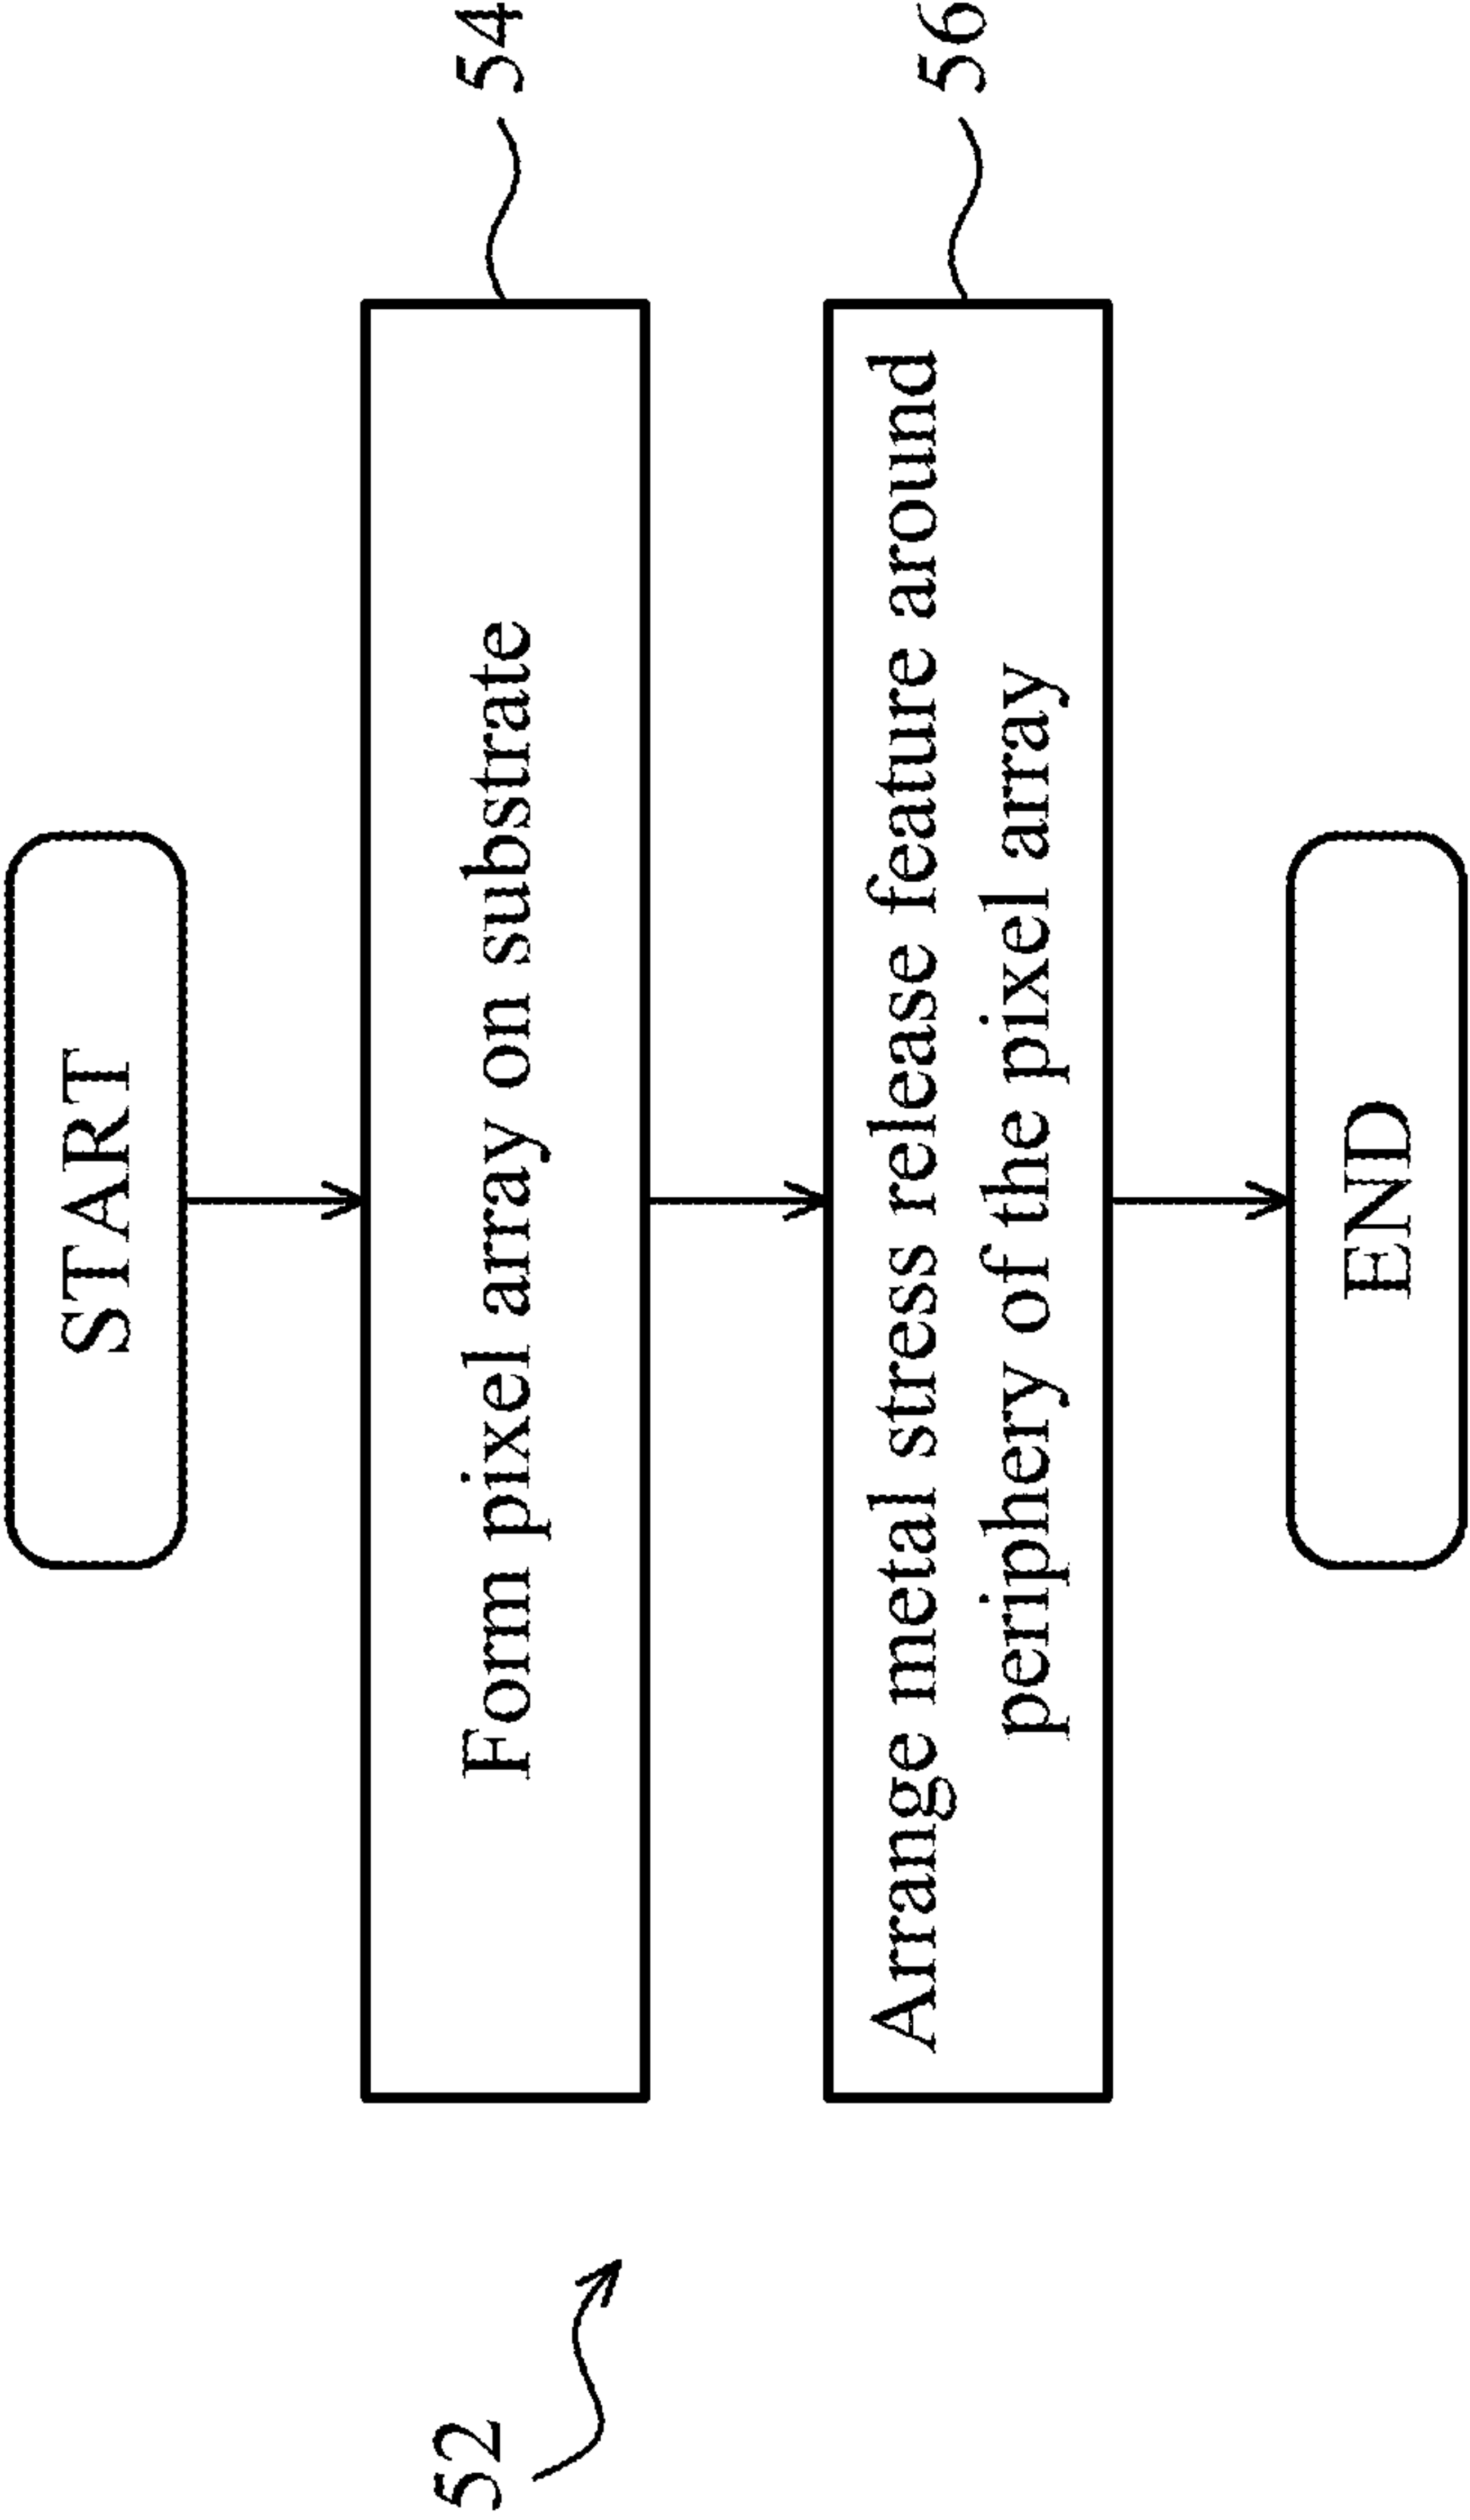 START
54
Form pixel array on substrate
56
Arrange metal stress release feature around
periphery of the pixel array
END
52